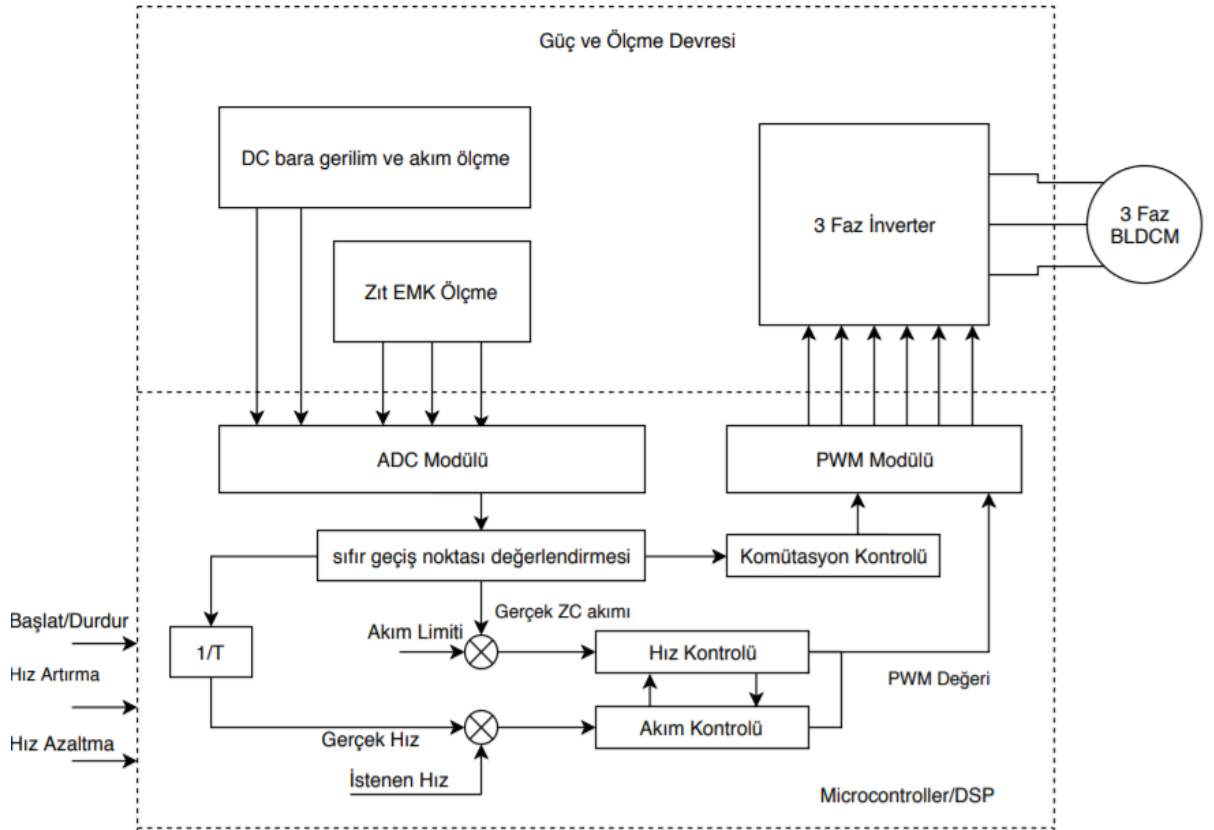 Güç ve Ölçme Devresi
DC bara gerilim ve akım ölçme
3 Faz İnverter
3 Faz
BLDCM
Zıt EMK Ölçme
ADC Modülü
PWM Modülü
sıfır geçiş noktası değerlendirmesi
Komütasyon Kontrolü
Gerçek ZC akımı
Başlat/Durdur
Akım Limiti
1/T
Hız Kontrolü
Hız Artırma
PWM Değeri
Akım Kontrolü
Gerçek Hız
Hız Azaltma
İstenen Hız
Microcontroller/DSP